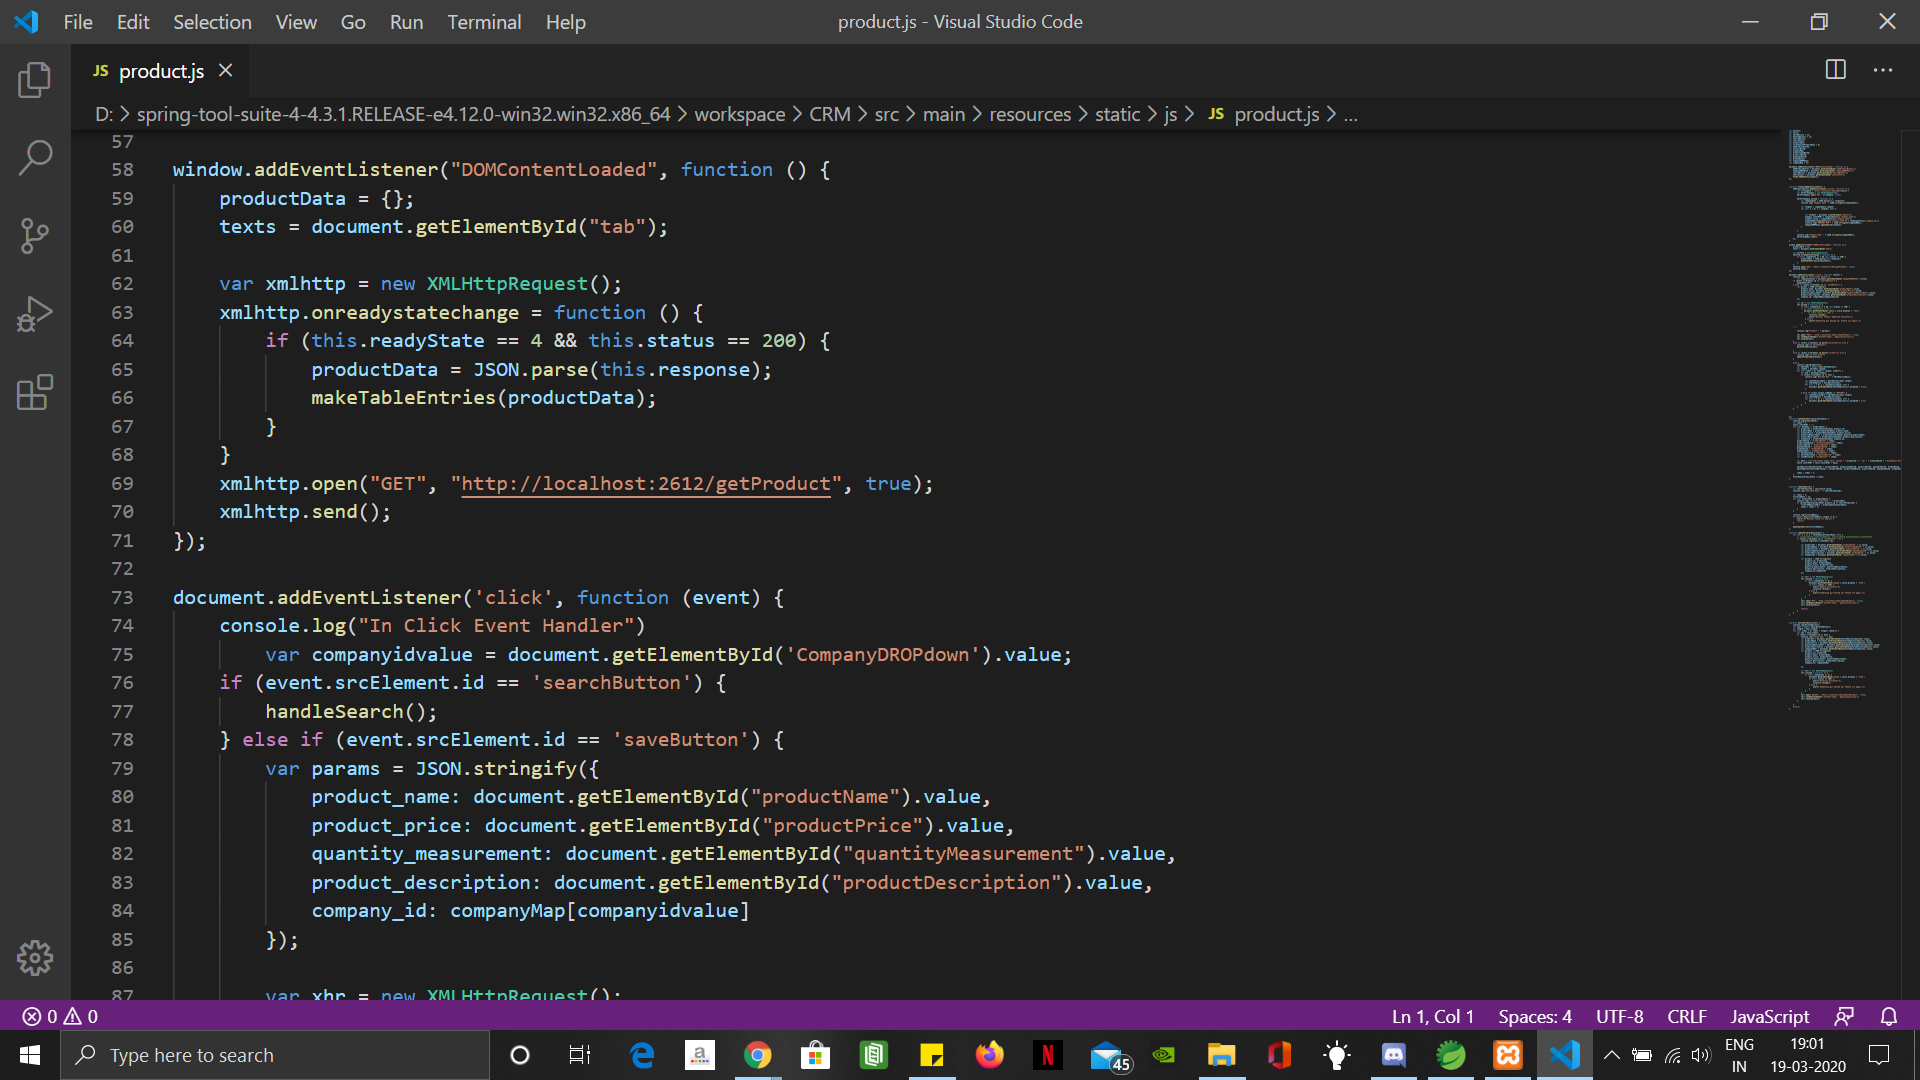 File Edit Selection View Go Run Terminal Help product.js - Visual Studio Code
JS product.js
D: > spring-tool-suite-4-4.3.1.RELEASE-e4.12.0-win32.win32.x86_64 > workspace > CRM > src > main > resources > static > js > JS product.js > ...
57
58 window.addEventListener("DOMContentLoaded", function () {
59 productData = {};
60 texts = document.getElementById("tab");
61
62 var xmlhttp = new XMLHttpRequest();
63 xmlhttp.onreadystatechange = function () {
64 if (this.readyState == 4 && this.status == 200) {
65 productData = JSON.parse(this.response);
66 makeTableEntries(productData);
67 }
68 }
69 xmlhttp.open("GET", "http://localhost:2612/getProduct", true);
70 xmlhttp.send();
71 });
72
73 document.addEventListener('click', function (event) {
74 console.log("In Click Event Handler")
75 var companyidvalue = document.getElementById('CompanyDROPdown').value;
76 if (event.srcElement.id == 'searchButton') {
77 handleSearch();
78 } else if (event.srcElement.id == 'saveButton') {
79 var params = JSON.stringify({
80 product_name: document.getElementById("productName").value,
81 product_price: document.getElementById("productPrice").value,
82 quantity_measurement: document.getElementById("quantityMeasurement").value,
83 product_description: document.getElementById("productDescription").value,
84 company_id: companyMap[companyidvalue]
85 });
86
87 var xhr = new XMLHttpRequest();
0 0 Ln 1, Col 1 Spaces: 4 UTF-8 CRLF JavaScript
Type here to search 45 ENG IN 19:01 19-03-2020